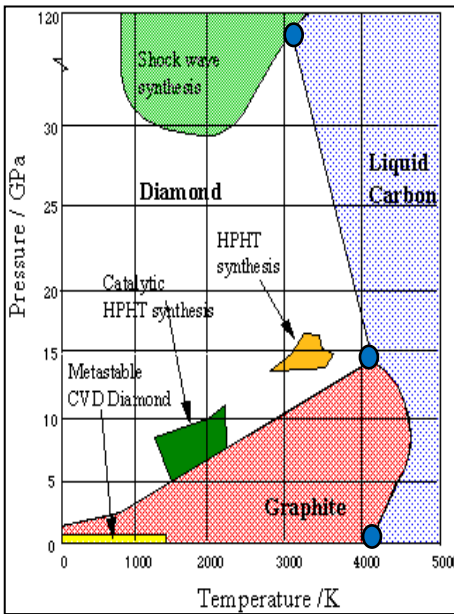 120
Shock wave
synthesis
30
Liquid
Carbon
Diamond
25
Pressure / GPa
HPHT
synthesis
Catalytic
HPHT synthesis
20
15
Metastable
CVD Diamond
10
5
Graphite
0
0 1000 2000 3000 4000 5000
Temperature /K